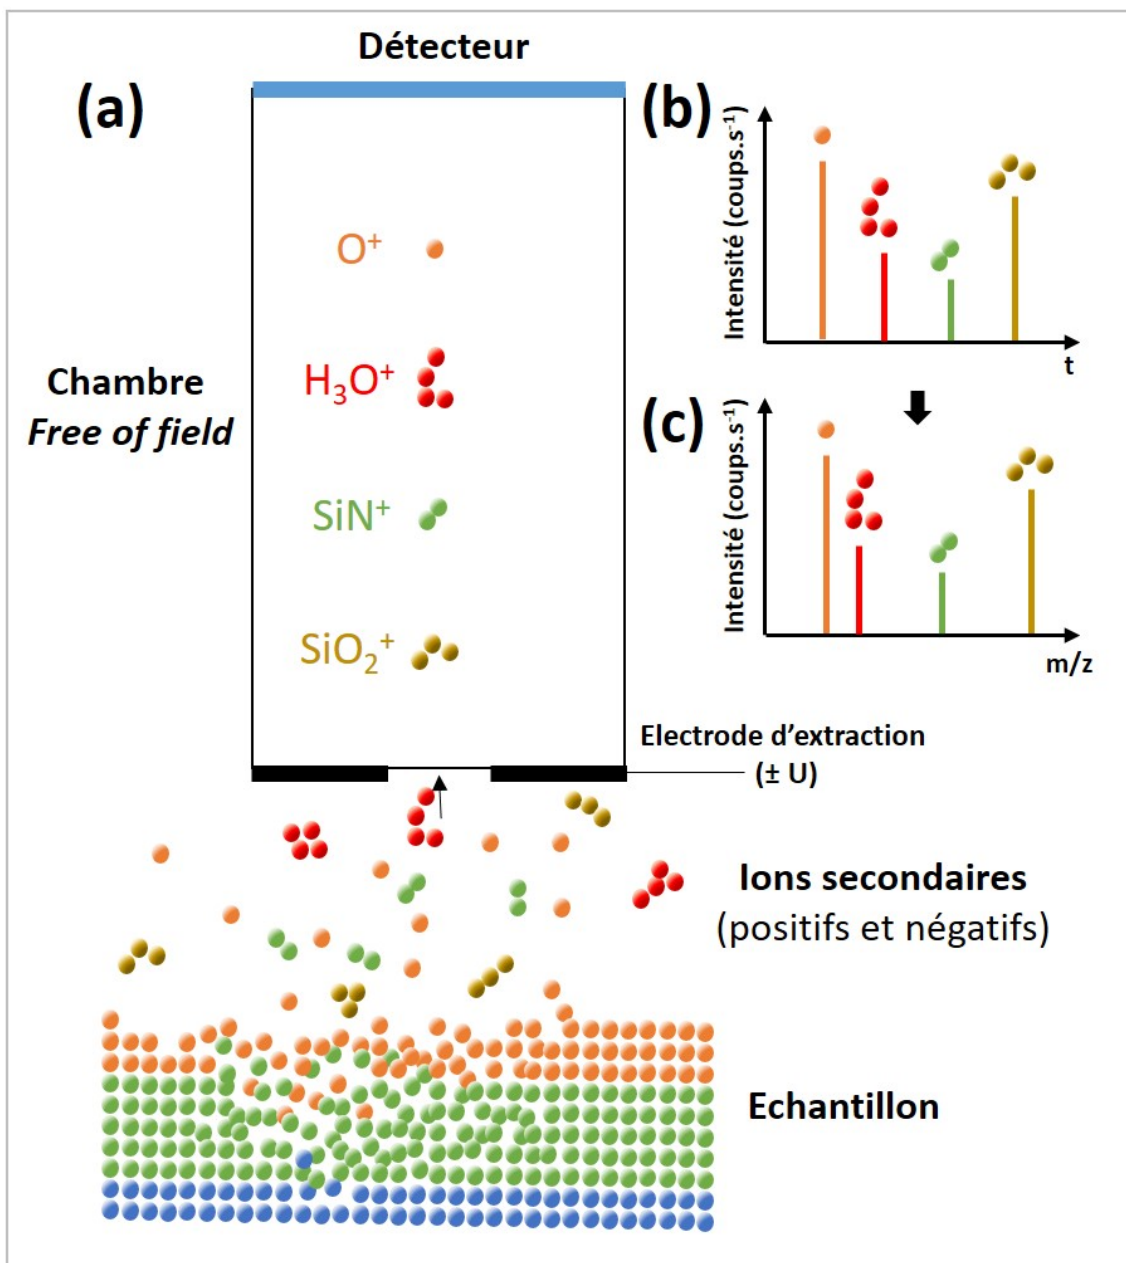 Détecteur
(a)
O⁺
H₃O⁺
Chambre
Free of field
SiN⁺
SiO₂⁺
(b)
Intensité (coups.s⁻¹)
t
(c)
Intensité (coups.s⁻¹)
m/z
Electrode d’extraction
(± U)
Ions secondaires
(positifs et négatifs)
Echantillon